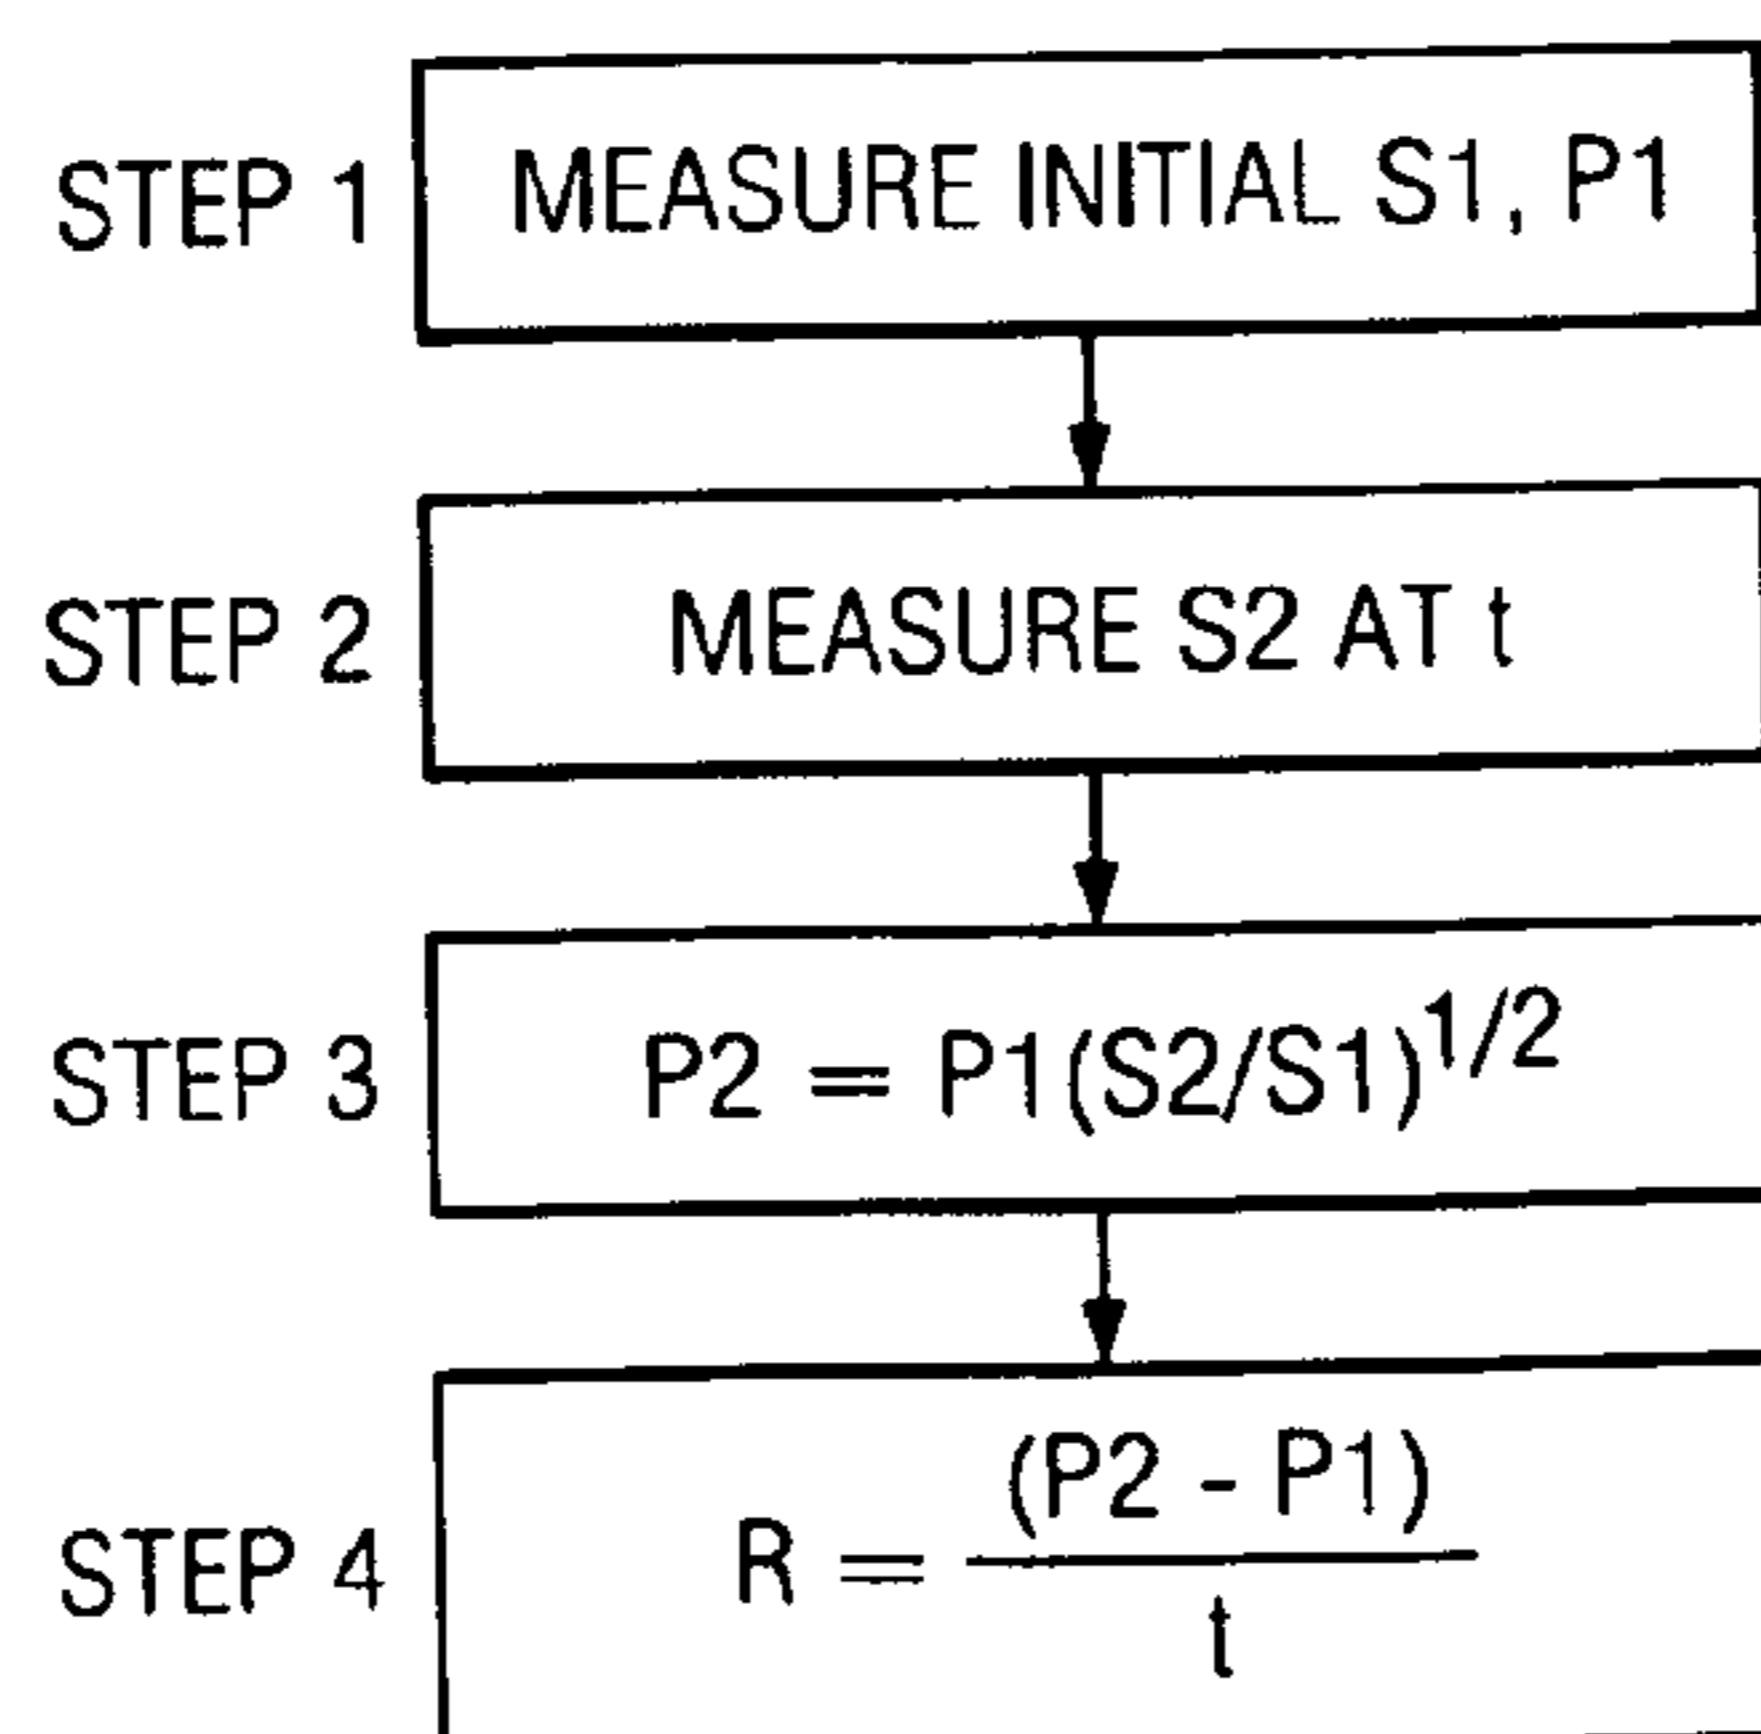 STEP 1 MEASURE INITIAL S1, P1
STEP 2 MEASURE S2 AT t
STEP 3 P2 = P1(S2/S1)^1/2
STEP 4 R = (P2 - P1)
t